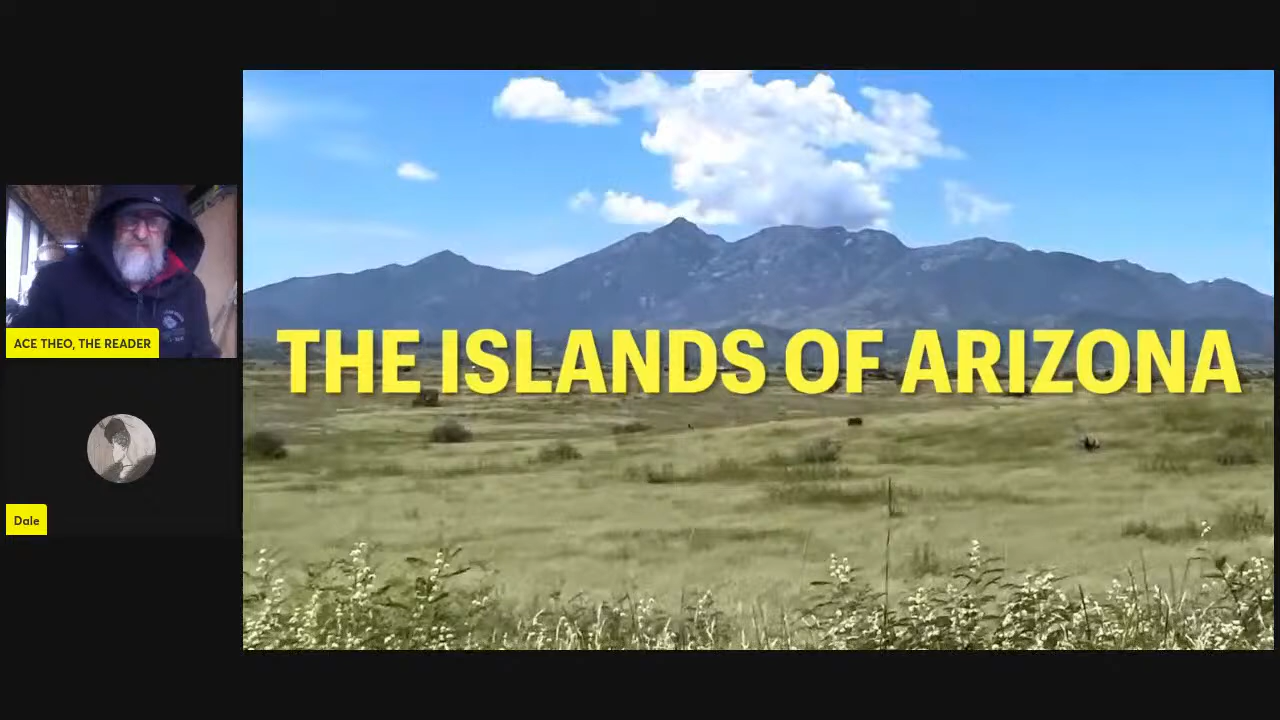 THE ISLANDS OF ARIZONA
ACE THEO, THE READER
Dale